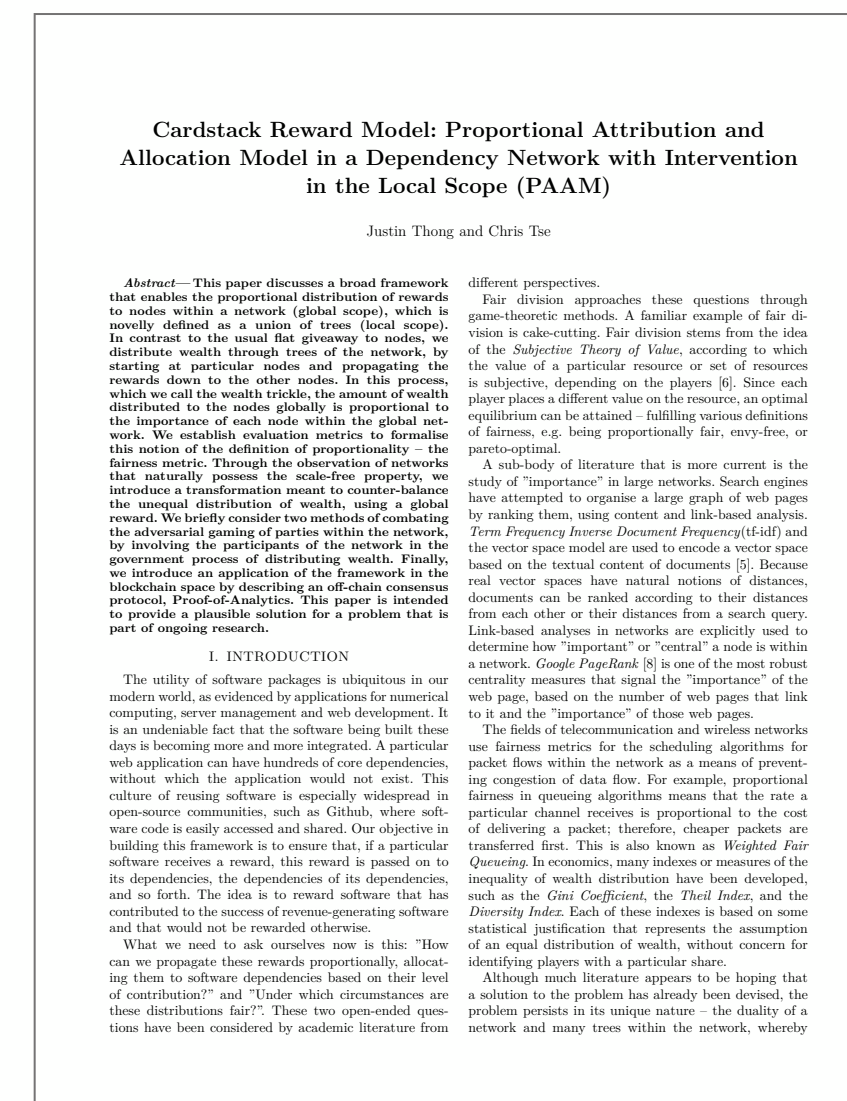 Cardstack Reward Model: Proportional Attribution and
Allocation Model in a Dependency Network with Intervention
in the Local Scope (PAAM)
Justin Thong and Chris Tse
Abstract—This paper discusses a broad framework
that enables the proportional distribution of rewards
to nodes within a network (global scope), which is
novelly defined as a union of trees (local scope).
In contrast to the usual flat giveaway to nodes, we
distribute wealth through trees of the network, by
starting at particular nodes and propagating the
rewards down to the other nodes. In this process,
which we call the wealth trickle, the amount of wealth
distributed to the nodes globally is proportional to
the importance of each node within the global net-
work. We establish evaluation metrics to formalise
this notion of the definition of proportionality – the
fairness metric. Through the observation of networks
that naturally possess the scale-free property, we
introduce a transformation meant to counter-balance
the unequal distribution of wealth, using a global
reward. We briefly consider two methods of combating
the adversarial gaming of parties within the network,
by involving the participants of the network in the
government process of distributing wealth. Finally,
we introduce an application of the framework in the
blockchain space by describing an off-chain consensus
protocol, Proof-of-Analytics. This paper is intended
to provide a plausible solution for a problem that is
part of ongoing research.
I. INTRODUCTION
The utility of software packages is ubiquitous in our
modern world, as evidenced by applications for numerical
computing, server management and web development. It
is an undeniable fact that the software being built these
days is becoming more and more integrated. A particular
web application can have hundreds of core dependencies,
without which the application would not exist. This
culture of reusing software is especially widespread in
open-source communities, such as Github, where soft-
ware code is easily accessed and shared. Our objective in
building this framework is to ensure that, if a particular
software receives a reward, this reward is passed on to
its dependencies, the dependencies of its dependencies,
and so forth. The idea is to reward software that has
contributed to the success of revenue-generating software
and that would not be rewarded otherwise.
What we need to ask ourselves now is this: ”How
can we propagate these rewards proportionally, allocat-
ing them to software dependencies based on their level
of contribution?” and ”Under which circumstances are
these distributions fair?”. These two open-ended ques-
tions have been considered by academic literature from
different perspectives.
Fair division approaches these questions through
game-theoretic methods. A familiar example of fair di-
vision is cake-cutting. Fair division stems from the idea
of the Subjective Theory of Value, according to which
the value of a particular resource or set of resources
is subjective, depending on the players [6]. Since each
player places a different value on the resource, an optimal
equilibrium can be attained – fulfilling various definitions
of fairness, e.g. being proportionally fair, envy-free, or
pareto-optimal.
A sub-body of literature that is more current is the
study of ”importance” in large networks. Search engines
have attempted to organise a large graph of web pages
by ranking them, using content and link-based analysis.
Term Frequency Inverse Document Frequency(tf-idf) and
the vector space model are used to encode a vector space
based on the textual content of documents [5]. Because
real vector spaces have natural notions of distances,
documents can be ranked according to their distances
from each other or their distances from a search query.
Link-based analyses in networks are explicitly used to
determine how ”important” or ”central” a node is within
a network. Google PageRank [8] is one of the most robust
centrality measures that signal the ”importance” of the
web page, based on the number of web pages that link
to it and the ”importance” of those web pages.
The fields of telecommunication and wireless networks
use fairness metrics for the scheduling algorithms for
packet flows within the network as a means of prevent-
ing congestion of data flow. For example, proportional
fairness in queueing algorithms means that the rate a
particular channel receives is proportional to the cost
of delivering a packet; therefore, cheaper packets are
transferred first. This is also known as Weighted Fair
Queueing. In economics, many indexes or measures of the
inequality of wealth distribution have been developed,
such as the Gini Coefficient, the Theil Index, and the
Diversity Index. Each of these indexes is based on some
statistical justification that represents the assumption
of an equal distribution of wealth, without concern for
identifying players with a particular share.
Although much literature appears to be hoping that
a solution to the problem has already been devised, the
problem persists in its unique nature – the duality of a
network and many trees within the network, whereby